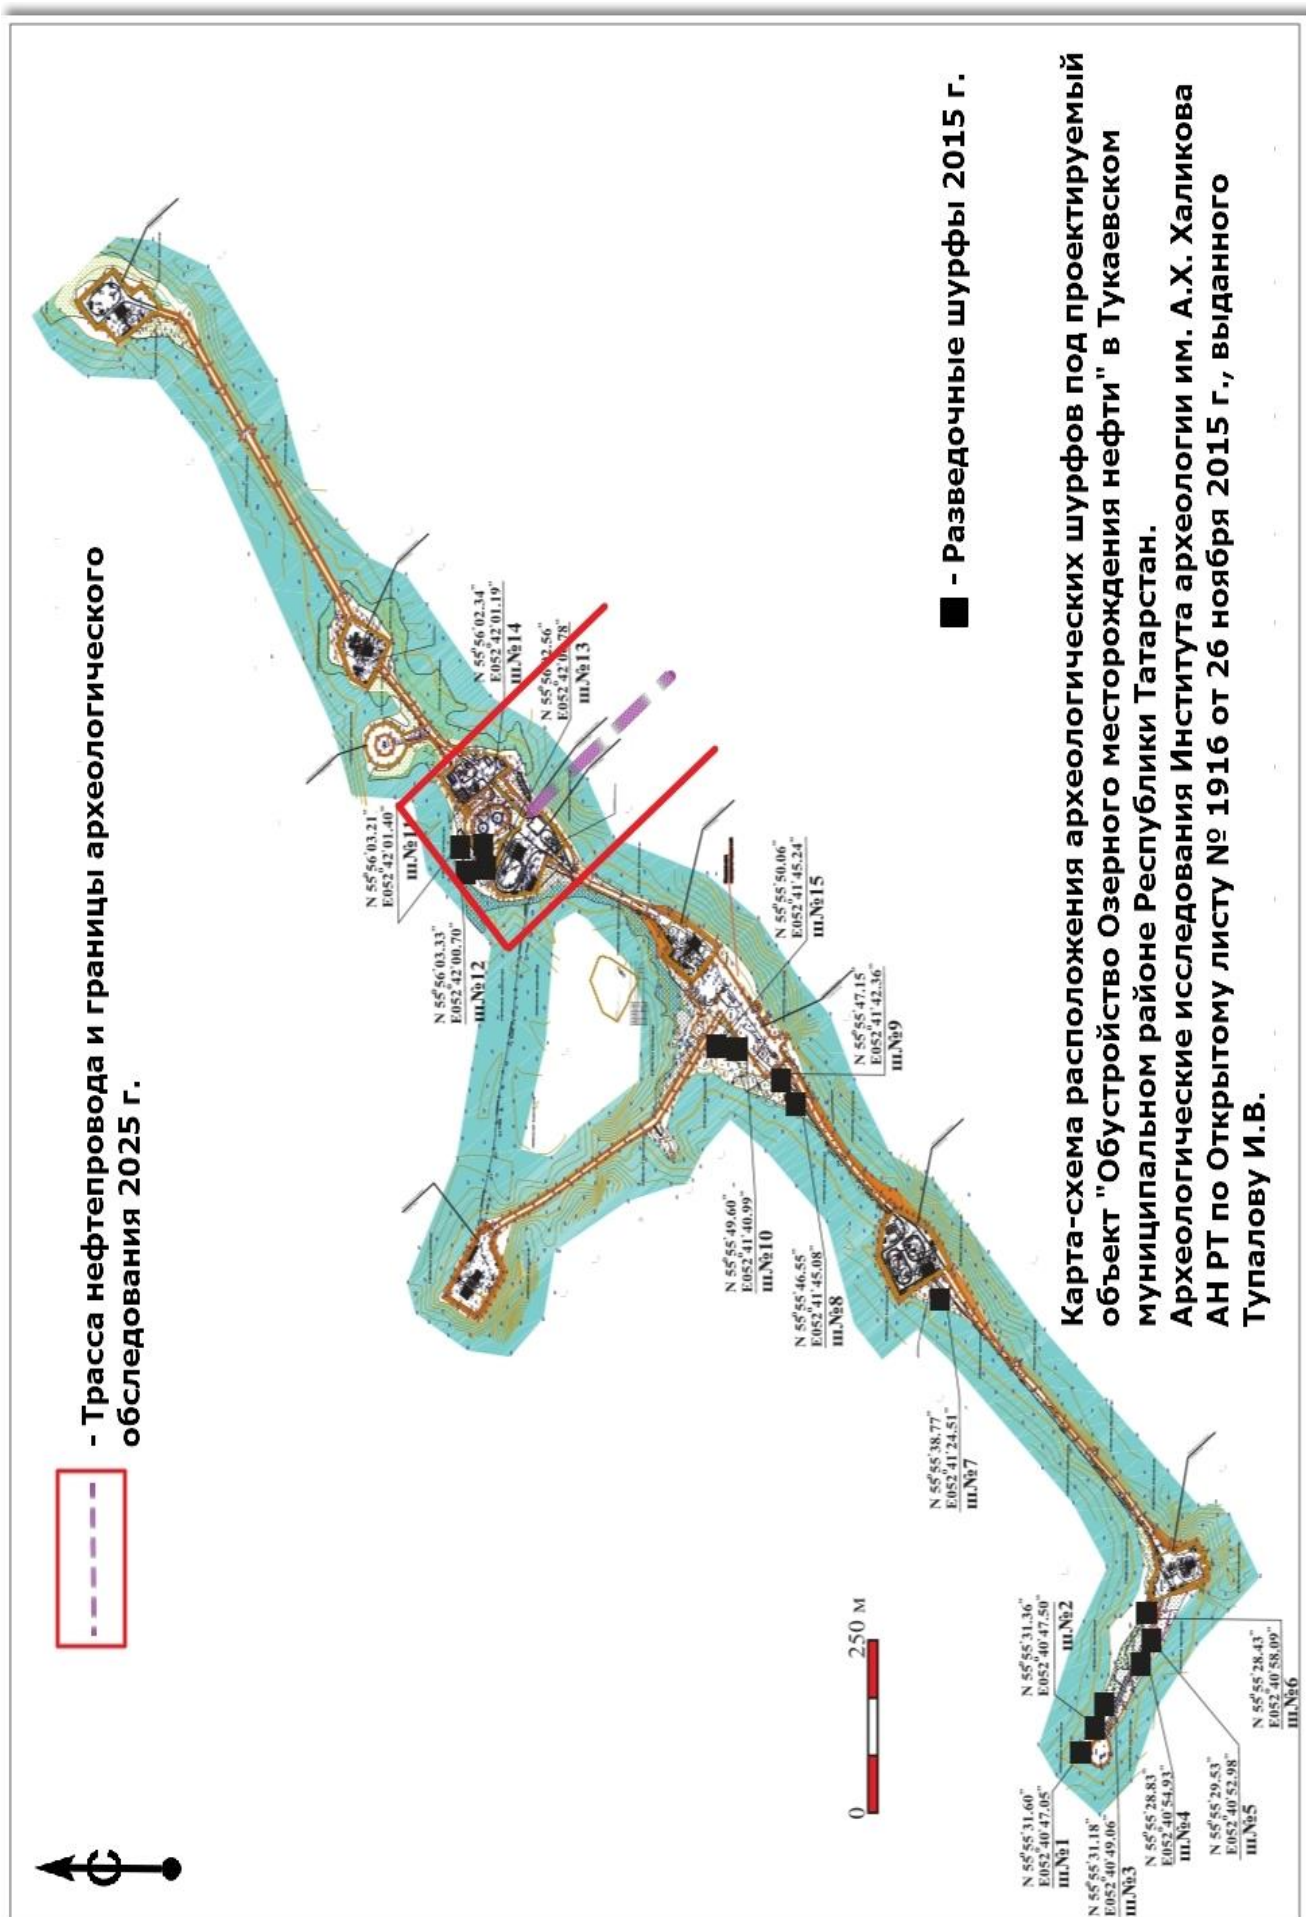 - Трасса нефтепровода и границы археологического
обследования 2025 г.
С
N 55°56'03.21"
E052°42'01.40"
ш.№11
N 55°56'03.33"
E052°42'00.70"
ш.№12
N 55°56'02.34"
E052°42'01.19"
ш.№14
ш.№13
N 55°55'50.06"
E052°41'45.24"
ш.№15
N 55°55'47.15"
E052°41'42.36"
ш.№9
N 55°55'49.60"
E052°41'40.99"
ш.№10
N 55°55'46.55"
E052°41'45.08"
ш.№8
N 55°55'38.77"
E052°41'24.51"
ш.№7
0 250 м
N 55°55'31.36"
E052°40'47.50"
ш.№2
N 55°55'31.60"
E052°40'47.05"
ш.№1
N 55°55'31.18"
E052°40'49.06"
ш.№3
N 55°55'28.83"
E052°40'54.93"
ш.№4
N 55°55'29.53"
E052°40'52.98"
ш.№5
N 55°55'28.43"
E052°40'58.09"
ш.№6
- Разведочные шурфы 2015 г.
Карта-схема расположения археологических шурфов под проектируемый
объект "Обустройство Озерного месторождения нефти" в Тукаевском
муниципальном районе Республики Татарстан.
Археологические исследования Института археологии им. А.Х. Халикова
АН РТ по Открытому листу № 1916 от 26 ноября 2015 г., выданного
Тупалову И.В.